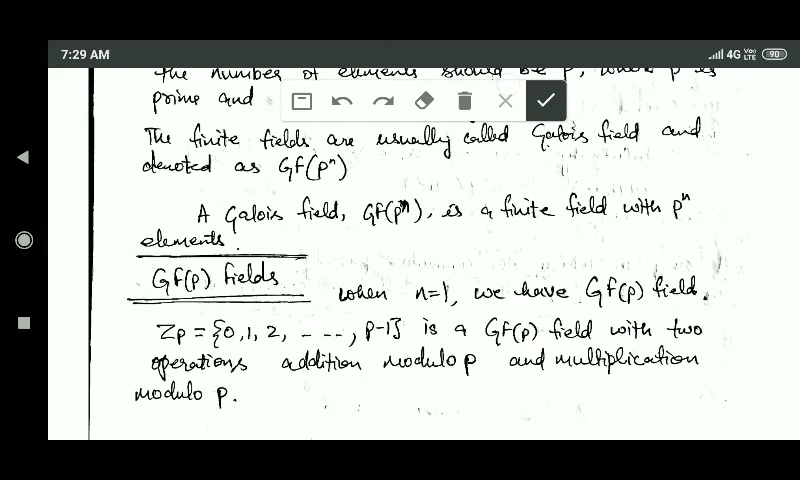 7:29 AM
4G VoLTE 90
the number of elements should be p, where p is
prime and
The finite fields are usually called Galois field and
denoted as GF(pⁿ)
A Galois field, GF(pⁿ), is a finite field with pⁿ
elements.
GF(p) fields
when n=1, we have GF(p) field.
Zp = {0, 1, 2, - - - -, p-1} is a GF(p) field with two
operations addition modulo p and multiplication
modulo p.